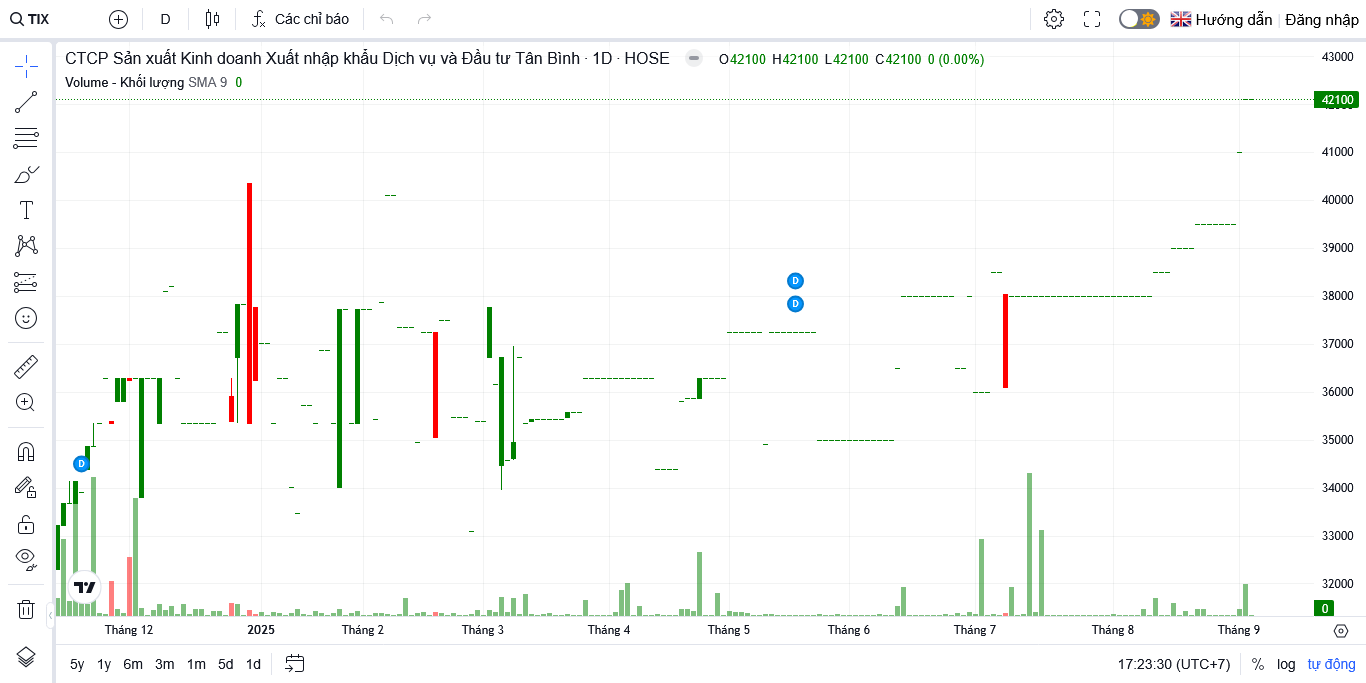 TIX D Các chỉ báo Hướng dẫn Đăng nhập
CTCP Sản xuất Kinh doanh Xuất nhập khẩu Dịch vụ và Đầu tư Tân Bình · 1D · HOSE O42100 H42100 L42100 C42100 0 (0.00%)
Volume - Khối lượng SMA 9 0
43000
42100
41000
40000
39000
38000
37000
36000
35000
34000
33000
32000
0
D
D
D
Tháng 12 2025 Tháng 2 Tháng 3 Tháng 4 Tháng 5 Tháng 6 Tháng 7 Tháng 8 Tháng 9
5y 1y 6m 3m 1m 5d 1d 17:23:30 (UTC+7) % log tự động